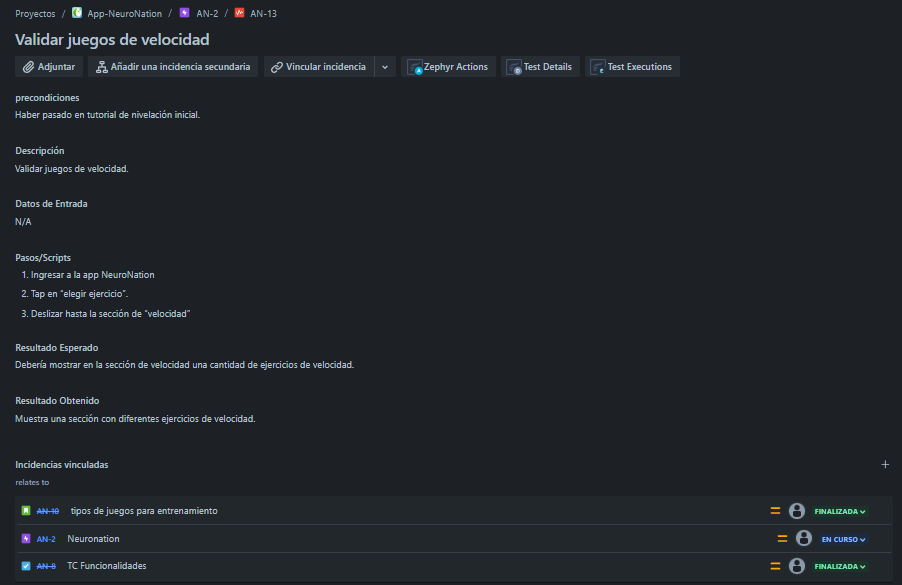 Proyectos / App-NeuroNation / AN-2 / AN-13
Validar juegos de velocidad
Adjuntar Añadir una incidencia secundaria Vincular incidencia Zephyr Actions Test Details Test Executions
precondiciones
Haber pasado en tutorial de nivelación inicial.
Descripción
Validar juegos de velocidad.
Datos de Entrada
N/A
Pasos/Scripts
1. Ingresar a la app NeuroNation
2. Tap en "elegir ejercicio".
3. Deslizar hasta la sección de "velocidad"
Resultado Esperado
Debería mostrar en la sección de velocidad una cantidad de ejercicios de velocidad.
Resultado Obtenido
Muestra una sección con diferentes ejercicios de velocidad.
Incidencias vinculadas
relates to
AN-10 tipos de juegos para entrenamiento FINALIZADA
AN-2 Neuronation EN CURSO
AN-8 TC Funcionalidades FINALIZADA